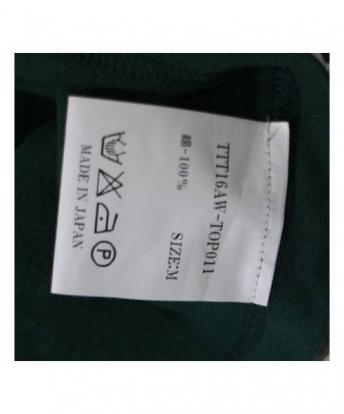 TTT16AW-TOP011
綿-100% SIZE:M
P
MADE IN JAPAN